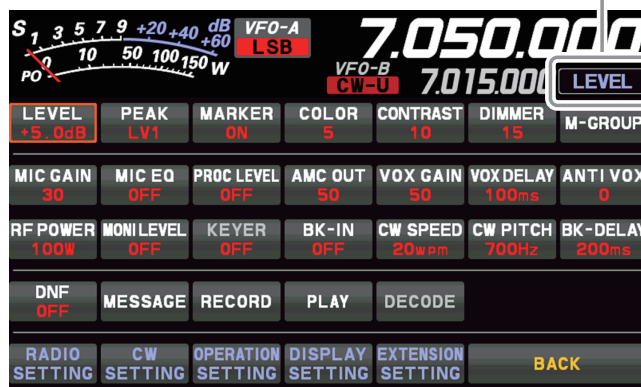 S 1 3 5 7 9 +20 +40 +60 dB
PO 0 10 50 100 150 W
VFO-A
LSB
7.050.0
VFO-B
CW-U
7.015.000
LEVEL
LEVEL PEAK MARKER COLOR CONTRAST DIMMER M-GROUP
+5.0dB LV1 ON 5 10 15
MIC GAIN MIC EQ PROC LEVEL AMC OUT VOX GAIN VOX DELAY ANTI VOX
30 OFF OFF 50 50 100ms 0
RF POWER MONI LEVEL KEYER BK-IN CW SPEED CW PITCH BK-DELAY
100W OFF OFF OFF 20wpm 700Hz 200ms
DNF MESSAGE RECORD PLAY DECODE
OFF
RADIO CW OPERATION DISPLAY EXTENSION BACK
SETTING SETTING SETTING SETTING SETTING